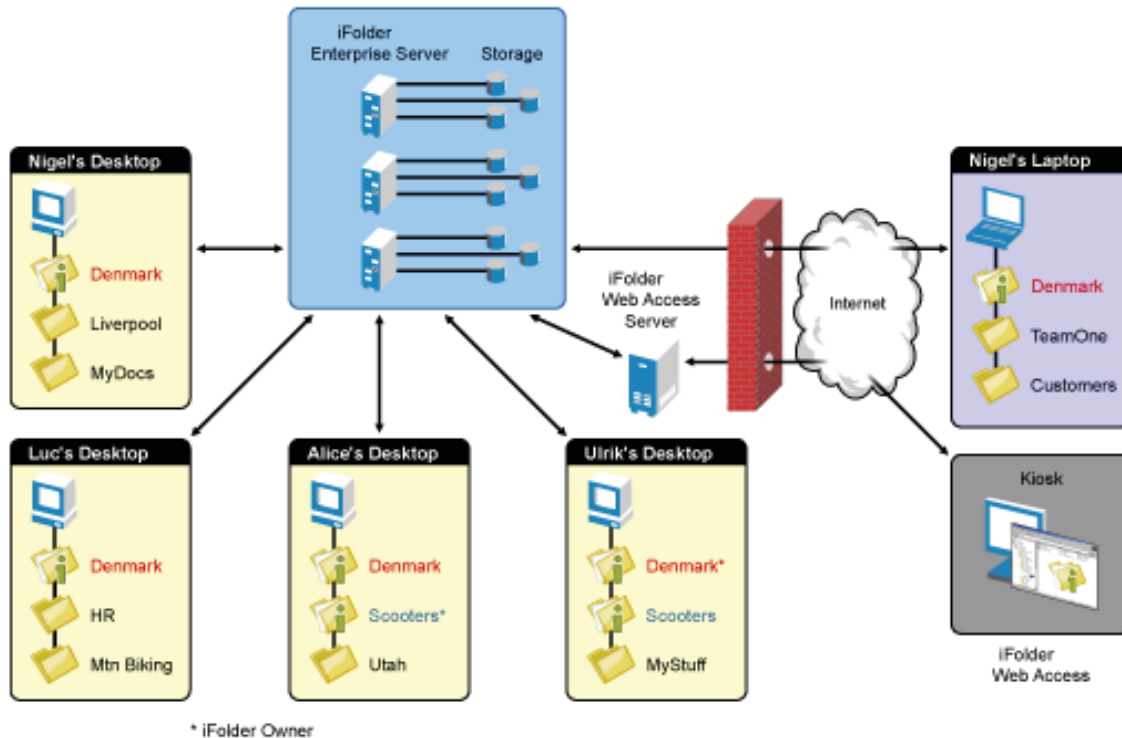 iFolder
Enterprise Server
Storage
Nigel's Desktop
Denmark
Liverpool
MyDocs
iFolder
Web Access
Server
Internet
Nigel's Laptop
Denmark
TeamOne
Customers
Luc's Desktop
Denmark
HR
Mtn Biking
Alice's Desktop
Denmark
Scooters*
Utah
Ulrik's Desktop
Denmark*
Scooters
MyStuff
Kiosk
iFolder
Web Access
* iFolder Owner